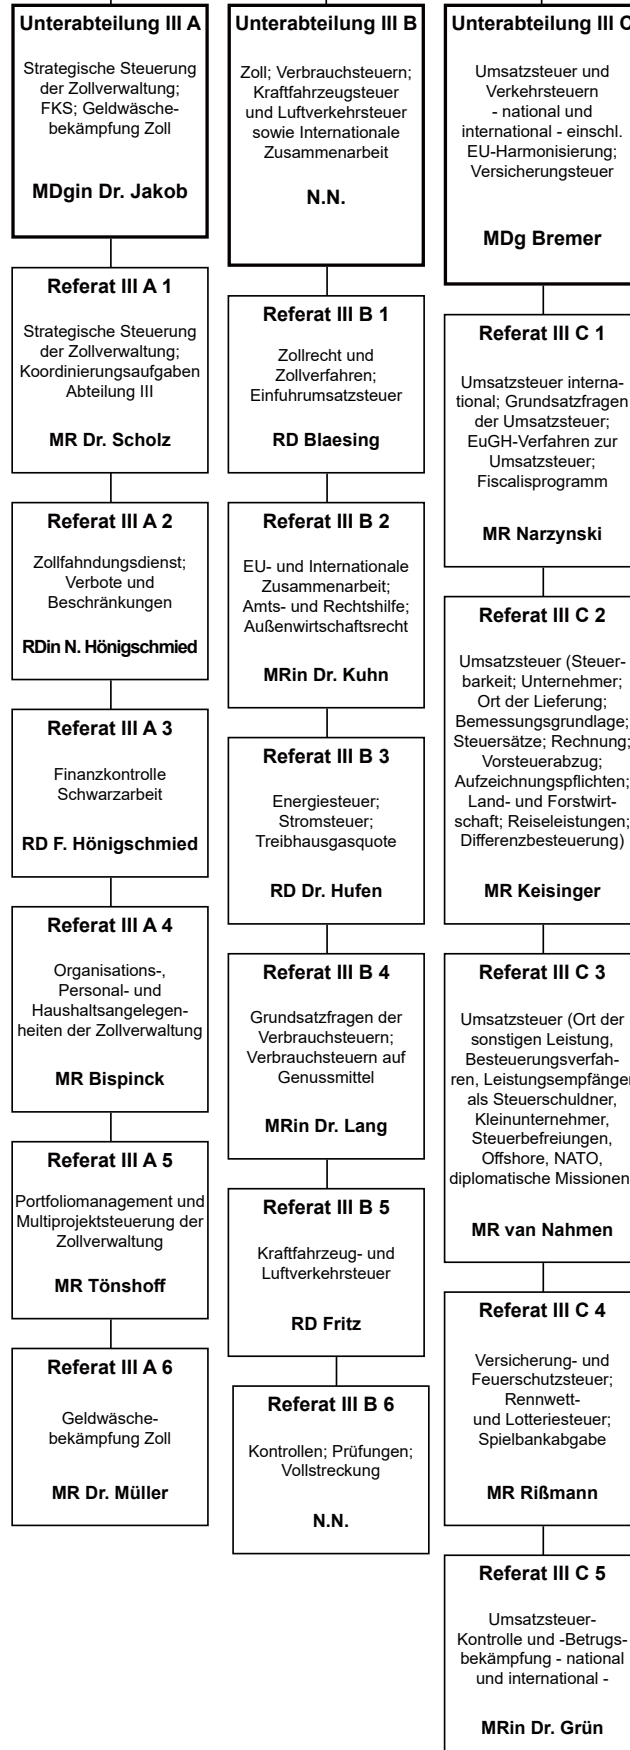 Unterabteilung III A
Strategische Steuerung
der Zollverwaltung;
FKS; Geldwäsche-
bekämpfung Zoll
MDgin Dr. Jakob
Referat III A 1
Strategische Steuerung
der Zollverwaltung;
Koordinierungsaufgaben
Abteilung III
MR Dr. Scholz
Referat III A 2
Zollfahndungsdienst;
Verbote und
Beschränkungen
RDin N. Hönigschmied
Referat III A 3
Finanzkontrolle
Schwarzarbeit
RD F. Hönigschmied
Referat III A 4
Organisations-,
Personal- und
Haushaltsangelegen-
heiten der Zollverwaltung
MR Bispinck
Referat III A 5
Portfoliomanagement und
Multiprojektsteuerung der
Zollverwaltung
MR Tönshoff
Referat III A 6
Geldwäsche-
bekämpfung Zoll
MR Dr. Müller
Unterabteilung III B
Zoll; Verbrauchsteuern;
Kraftfahrzeugsteuer
und Luftverkehrsteuer
sowie Internationale
Zusammenarbeit
N.N.
Referat III B 1
Zollrecht und
Zollverfahren;
Einfuhrumsatzsteuer
RD Blaesing
Referat III B 2
EU- und Internationale
Zusammenarbeit;
Amts- und Rechtshilfe;
Außenwirtschaftsrecht
MRin Dr. Kuhn
Referat III B 3
Energiesteuer;
Stromsteuer;
Treibhausgasquote
RD Dr. Hufen
Referat III B 4
Grundsatzfragen der
Verbrauchsteuern;
Verbrauchsteuern auf
Genussmittel
MRin Dr. Lang
Referat III B 5
Kraftfahrzeug- und
Luftverkehrsteuer
RD Fritz
Referat III B 6
Kontrollen; Prüfungen;
Vollstreckung
N.N.
Unterabteilung III C
Umsatzsteuer und
Verkehrsteuern
- national und
international - einschl.
EU-Harmonisierung;
Versicherungsteuer
MDg Bremer
Referat III C 1
Umsatzsteuer interna-
tional; Grundsatzfragen
der Umsatzsteuer;
EuGH-Verfahren zur
Umsatzsteuer;
Fiscalisprogramm
MR Narzynski
Referat III C 2
Umsatzsteuer (Steuer-
barkeit; Unternehmer;
Ort der Lieferung;
Bemessungsgrundlage;
Steuersätze; Rechnung;
Vorsteuerabzug;
Aufzeichnungspflichten;
Land- und Forstwirt-
schaft; Reiseleistungen;
Differenzbesteuerung)
MR Keisinger
Referat III C 3
Umsatzsteuer (Ort der
sonstigen Leistung,
Besteuerungsverfah-
ren, Leistungsempfänger
als Steuerschuldner,
Kleinunternehmer,
Steuerbefreiungen,
Offshore, NATO,
diplomatische Missionen
MR van Nahmen
Referat III C 4
Versicherung- und
Feuerschutzsteuer;
Rennwett-
und Lotteriesteuer;
Spielbankabgabe
MR Rißmann
Referat III C 5
Umsatzsteuer-
Kontrolle und -Betrugs-
bekämpfung - national
und international -
MRin Dr. Grün